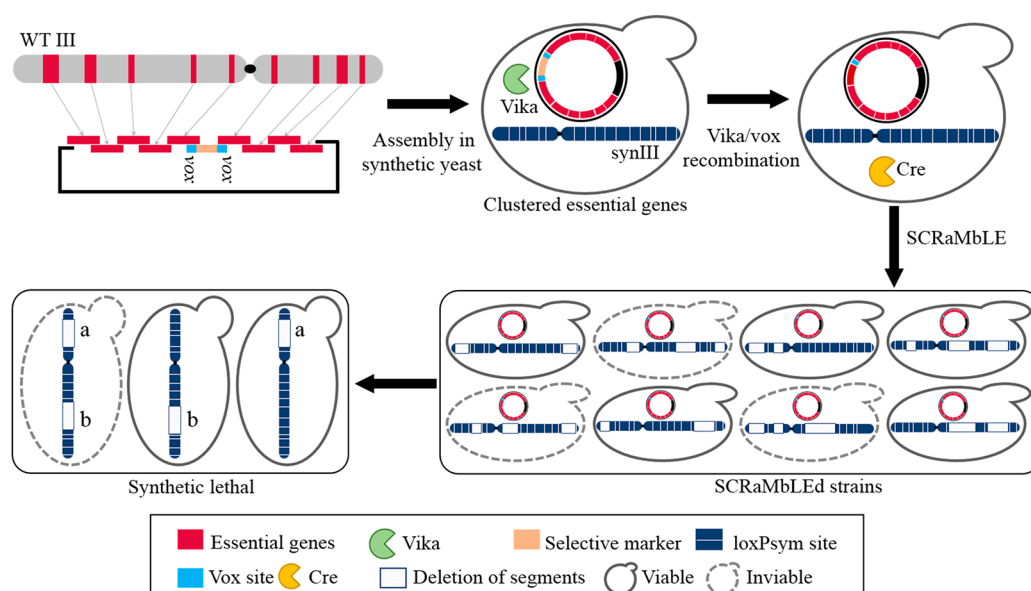 WT III
vox
vox
Assembly in
synthetic yeast
Vika
synIII
Clustered essential genes
Vika/vox
recombination
Cre
SCRaMbLE
a
b
b
a
Synthetic lethal
SCRaMbLEd strains
Essential genes
Vika
Selective marker
loxPsym site
Vox site
Cre
Deletion of segments
Viable
Inviable